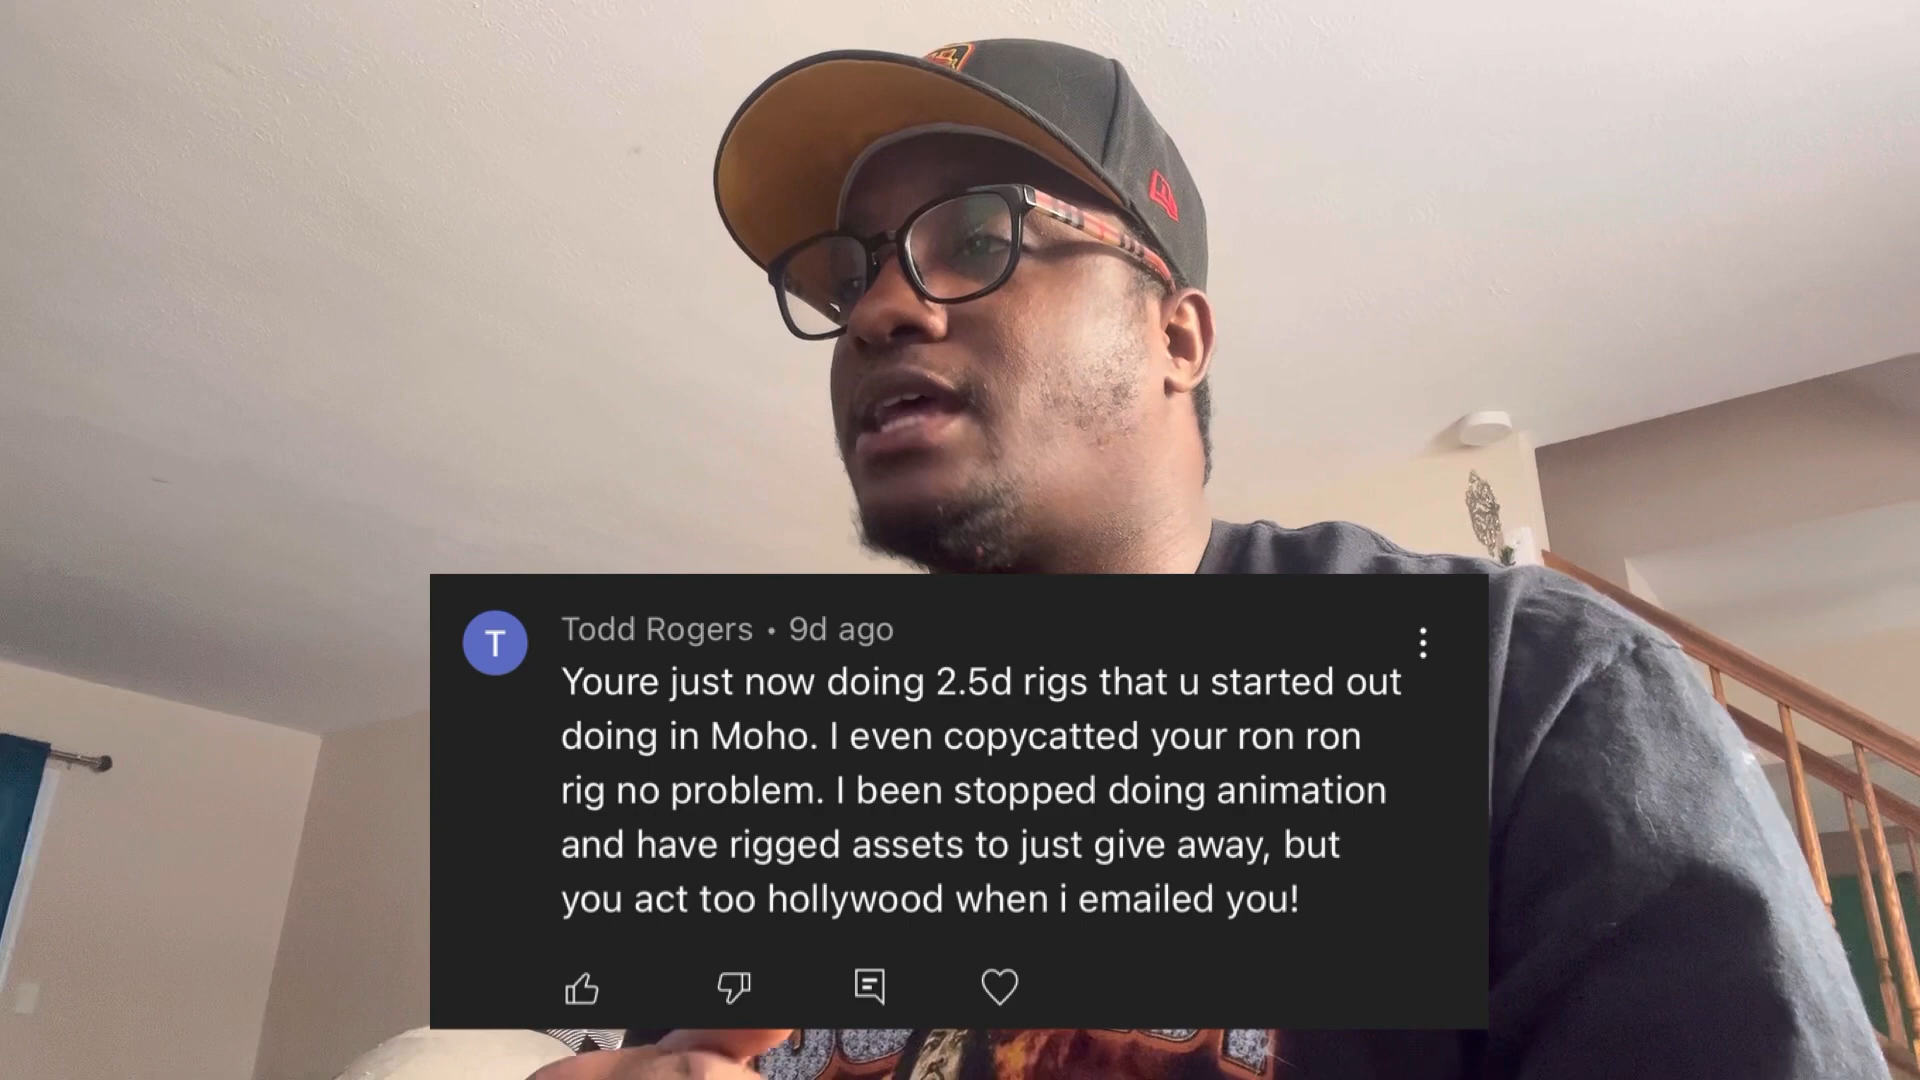 T
Todd Rogers • 9d ago
Youre just now doing 2.5d rigs that u started out
doing in Moho. I even copycatted your ron ron
rig no problem. I been stopped doing animation
and have rigged assets to just give away, but
you act too hollywood when i emailed you!